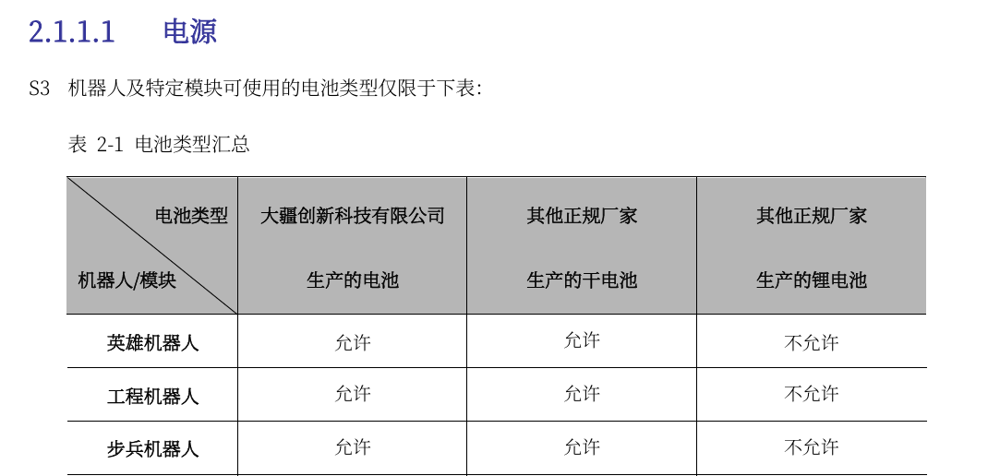 2.1.1.1 电源
S3 机器人及特定模块可使用的电池类型仅限于下表：
表 2-1 电池类型汇总
电池类型
机器人/模块
大疆创新科技有限公司
生产的电池
其他正规厂家
生产的干电池
其他正规厂家
生产的锂电池
英雄机器人 允许 允许 不允许
工程机器人 允许 允许 不允许
步兵机器人 允许 允许 不允许